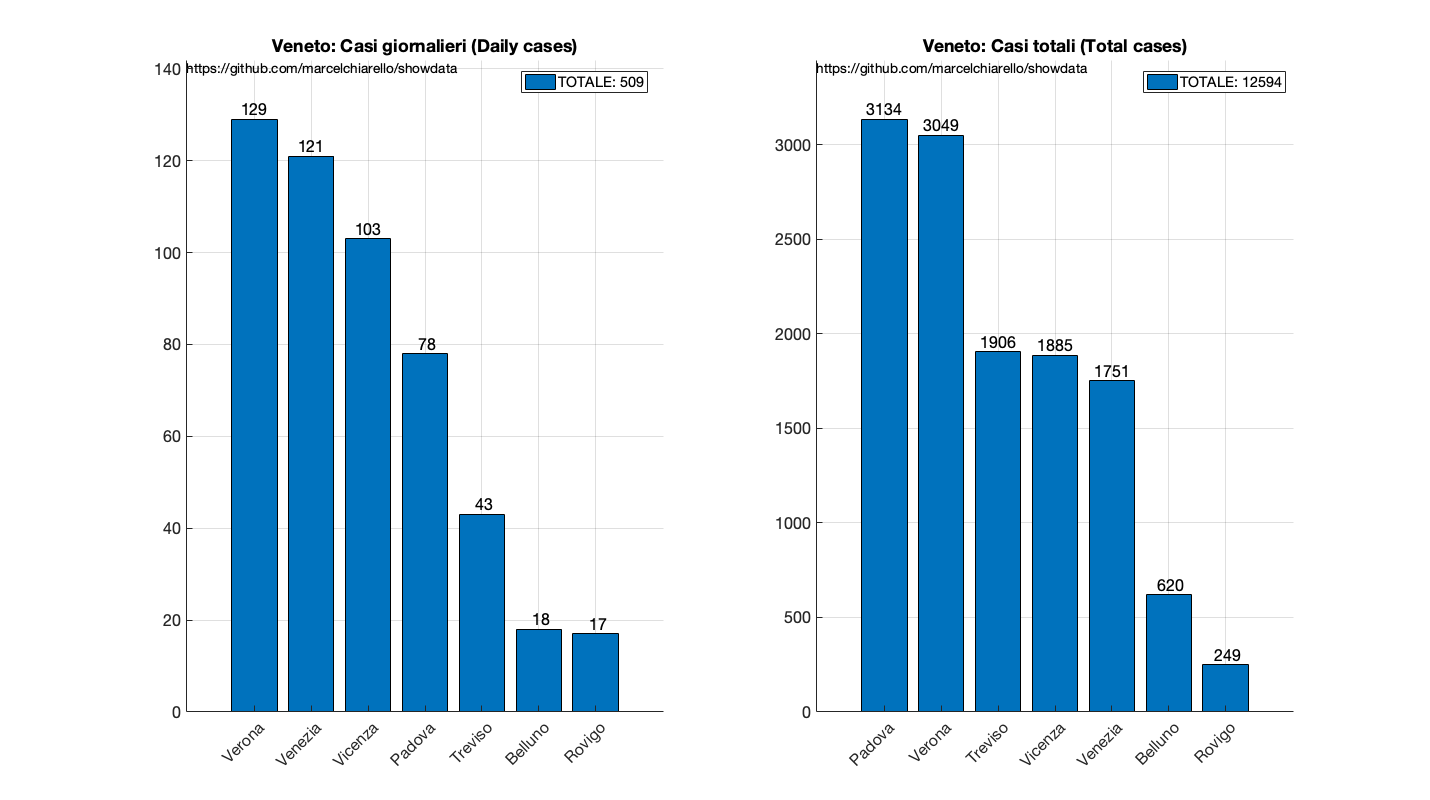 Veneto: Casi giornalieri (Daily cases)
https://github.com/marcelchiarello/showdata
TOTALE: 509
140
120
100
80
60
40
20
0
129
121
103
78
43
18
17
Verona
Venezia
Vicenza
Padova
Treviso
Belluno
Rovigo
Veneto: Casi totali (Total cases)
https://github.com/marcelchiarello/showdata
TOTALE: 12594
3000
2500
2000
1500
1000
500
0
3134
3049
1906
1885
1751
620
249
Padova
Verona
Treviso
Vicenza
Venezia
Belluno
Rovigo